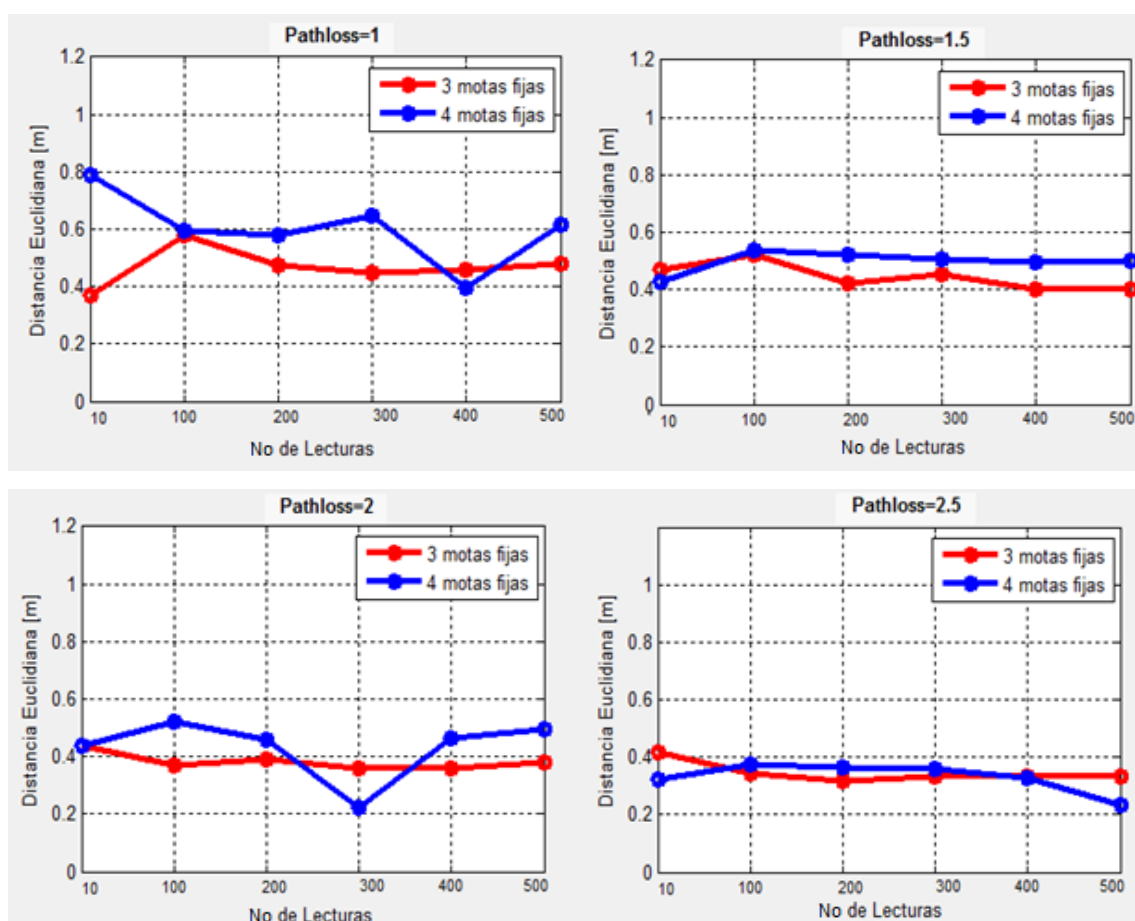 Pathloss=1
1.2
1
0.8
0.6
0.4
0.2
0
Distancia Euclidiana [m]
3 motas fijas
4 motas fijas
10 100 200 300 400 500
No de Lecturas
Pathloss=1.5
1.2
1
0.8
0.6
0.4
0.2
0
Distancia Euclidiana [m]
3 motas fijas
4 motas fijas
10 100 200 300 400 500
No de Lecturas
Pathloss=2
1.2
1
0.8
0.6
0.4
0.2
0
Distancia Euclidiana [m]
3 motas fijas
4 motas fijas
10 100 200 300 400 500
No de Lecturas
Pathloss=2.5
1
0.8
0.6
0.4
0.2
0
Distancia Euclidiana [m]
3 motas fijas
4 motas fijas
10 100 200 300 400 500
No de Lecturas